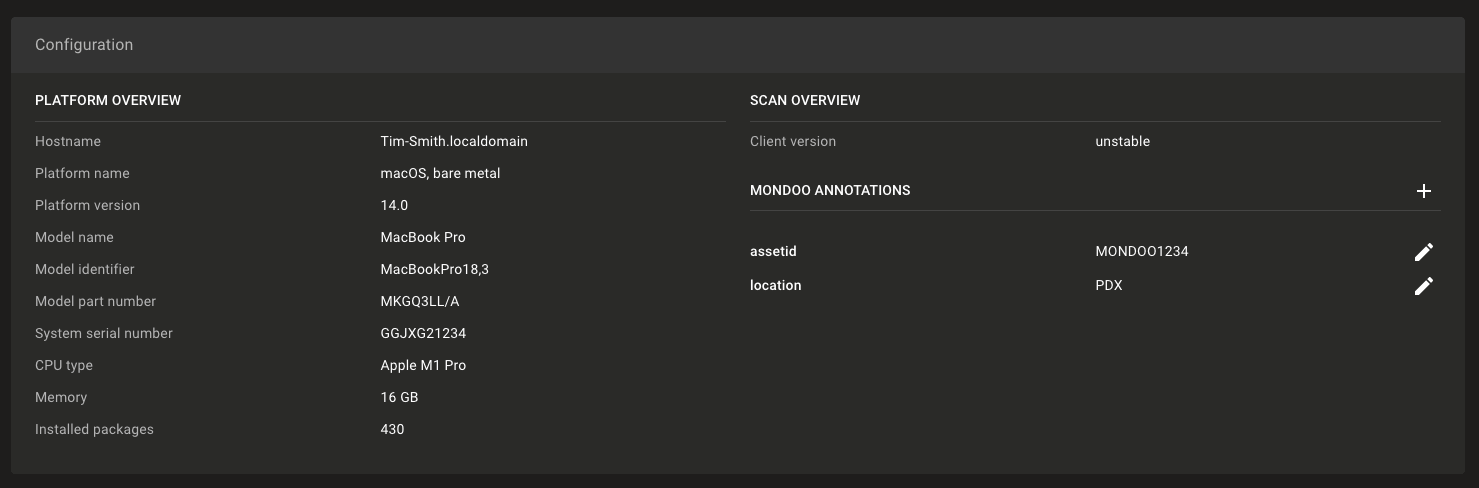 Configuration
PLATFORM OVERVIEW
Hostname Tim-Smith.localdomain
Platform name macOS, bare metal
Platform version 14.0
Model name MacBook Pro
Model identifier MacBookPro18,3
Model part number MKGQ3LL/A
System serial number GGJXG21234
CPU type Apple M1 Pro
Memory 16 GB
Installed packages 430
SCAN OVERVIEW
Client version unstable
MONDOO ANNOTATIONS
assetid MONDOO1234
location PDX